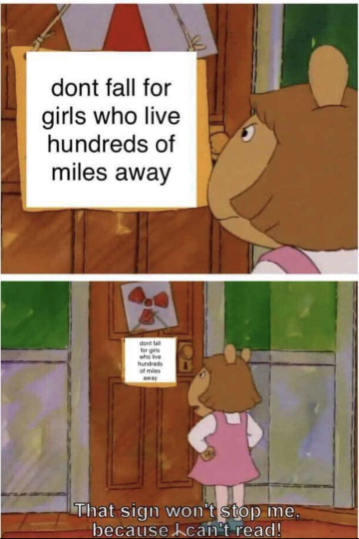 dont fall for
girls who live
hundreds of
miles away
dont fall
for girls
who live
hundreds
of miles
away
That sign won't stop me,
because I can't read!